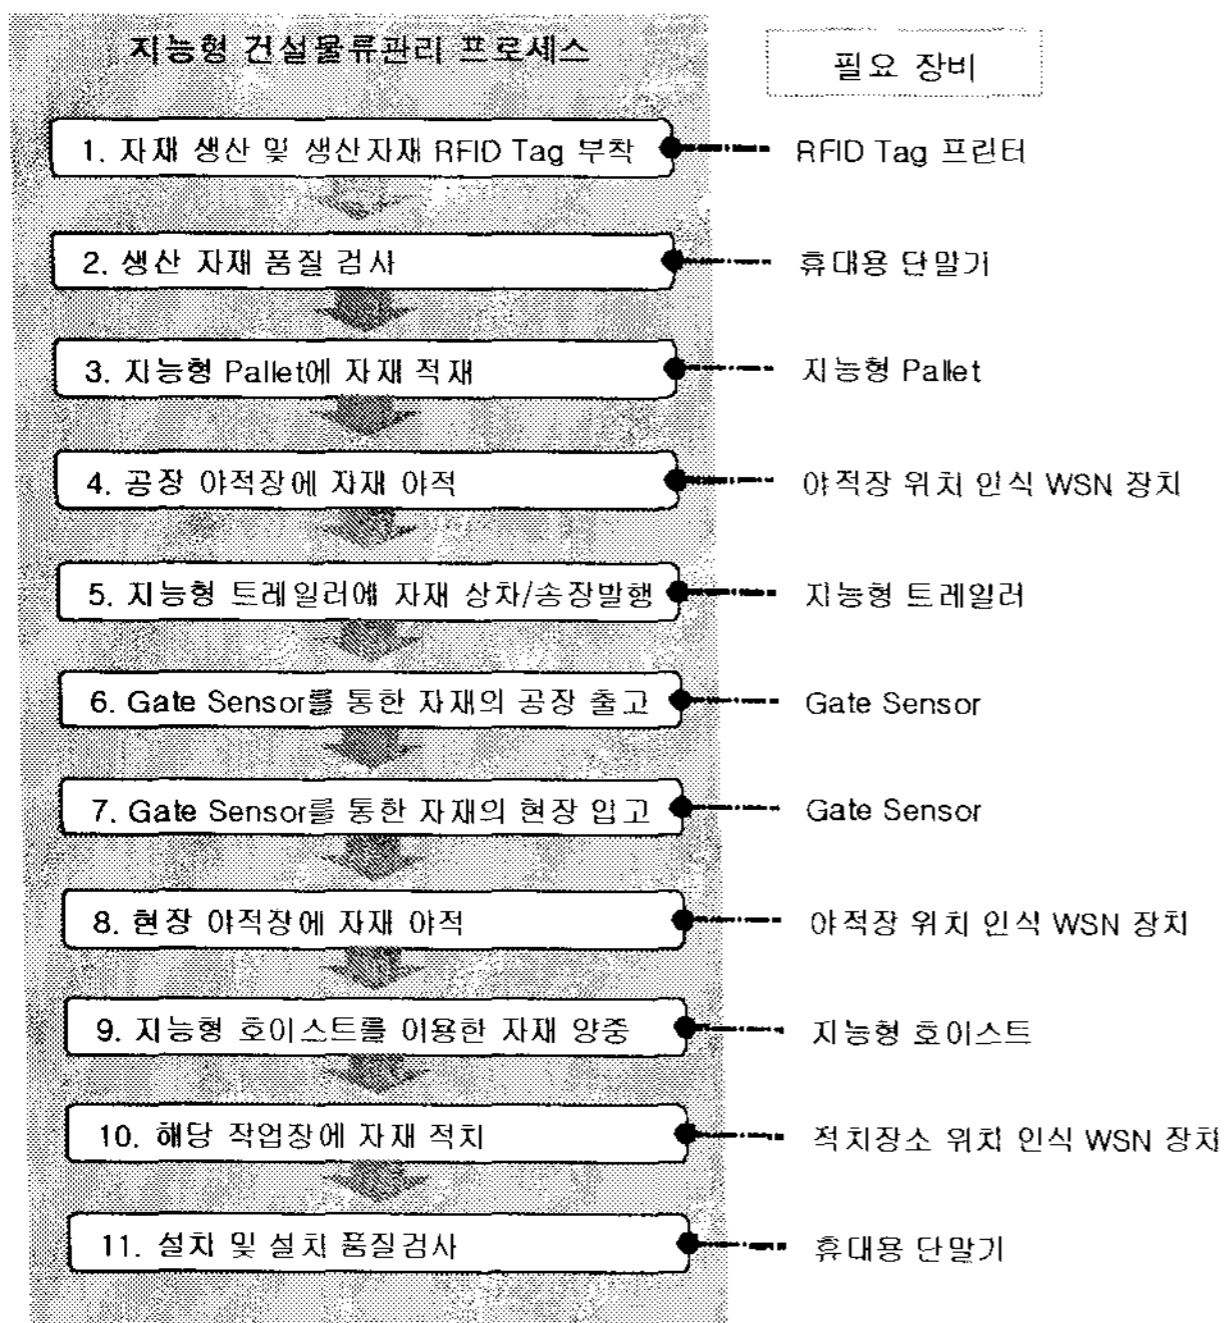 지능형 건설물류관리 프로세스
필요 장비
1. 자재 생산 및 생산자재 RFID Tag 부착
RFID Tag 프린터
2. 생산 자재 품질 검사
휴대용 단말기
3. 지능형 Pallet에 자재 적재
지능형 Pallet
4. 공장 야적장에 자재 야적
야적장 위치 인식 WSN 장치
5. 지능형 트레일러에 자재 상차/송장발행
지능형 트레일러
6. Gate Sensor를 통한 자재의 공장 출고
Gate Sensor
7. Gate Sensor를 통한 자재의 현장 입고
Gate Sensor
8. 현장 야적장에 자재 야적
야적장 위치 인식 WSN 장치
9. 지능형 호이스트를 이용한 자재 양중
지능형 호이스트
10. 해당 작업장에 자재 적치
적치장소 위치 인식 WSN 장치
11. 설치 및 설치 품질검사
휴대용 단말기